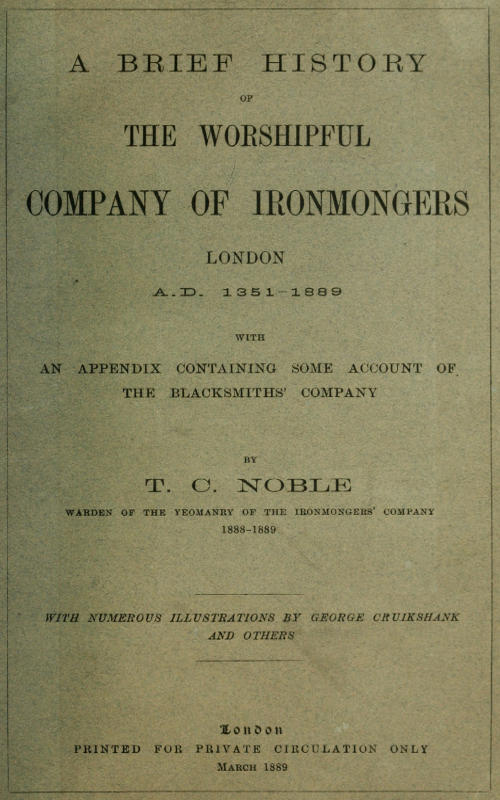 A BRIEF HISTORY
OF
THE WORSHIPFUL
COMPANY OF IRONMONGERS
LONDON
A.D. 1351–1889
WITH
AN APPENDIX CONTAINING SOME ACCOUNT OF
THE BLACKSMITHS' COMPANY
BY
T. C. NOBLE
WARDEN OF THE YEOMANRY OF THE IRONMONGERS' COMPANY
1888–1889
WITH NUMEROUS ILLUSTRATIONS BY GEORGE CRUIKSHANK
AND OTHERS
London
PRINTED FOR PRIVATE CIRCULATION ONLY
MARCH 1889